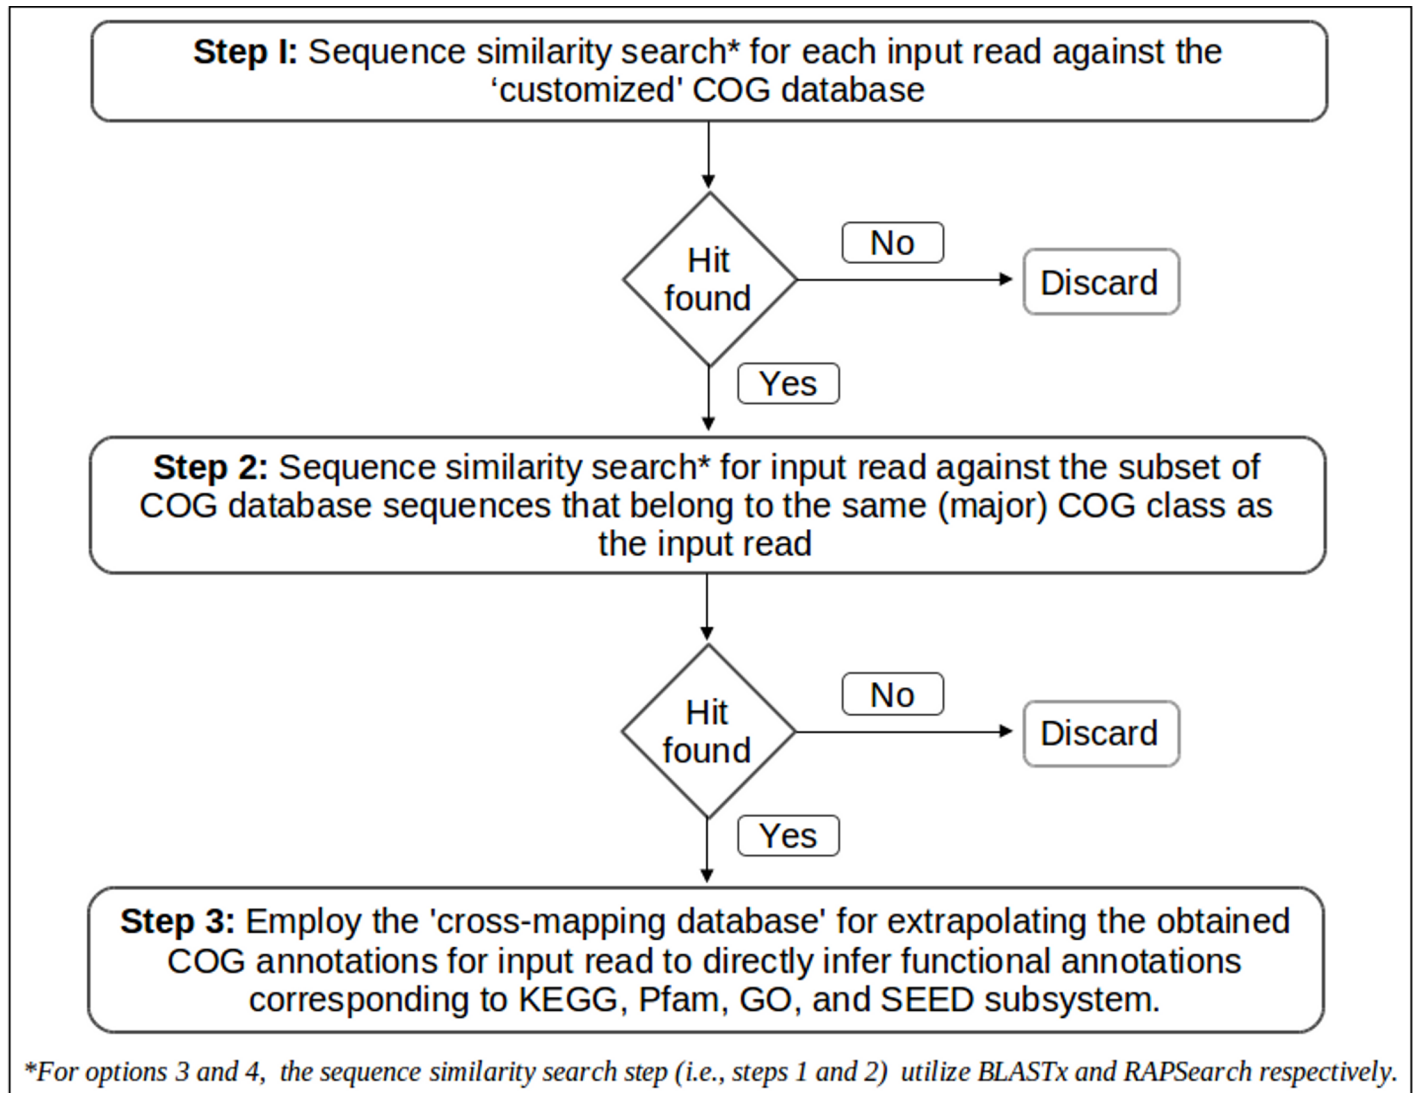 Step I: Sequence similarity search* for each input read against the
‘customized' COG database
Hit
found
No
Discard
Yes
Step 2: Sequence similarity search* for input read against the subset of
COG database sequences that belong to the same (major) COG class as
the input read
Hit
found
No
Discard
Yes
Step 3: Employ the 'cross-mapping database' for extrapolating the obtained
COG annotations for input read to directly infer functional annotations
corresponding to KEGG, Pfam, GO, and SEED subsystem.
*For options 3 and 4, the sequence similarity search step (i.e., steps 1 and 2) utilize BLASTx and RAPSearch respectively.